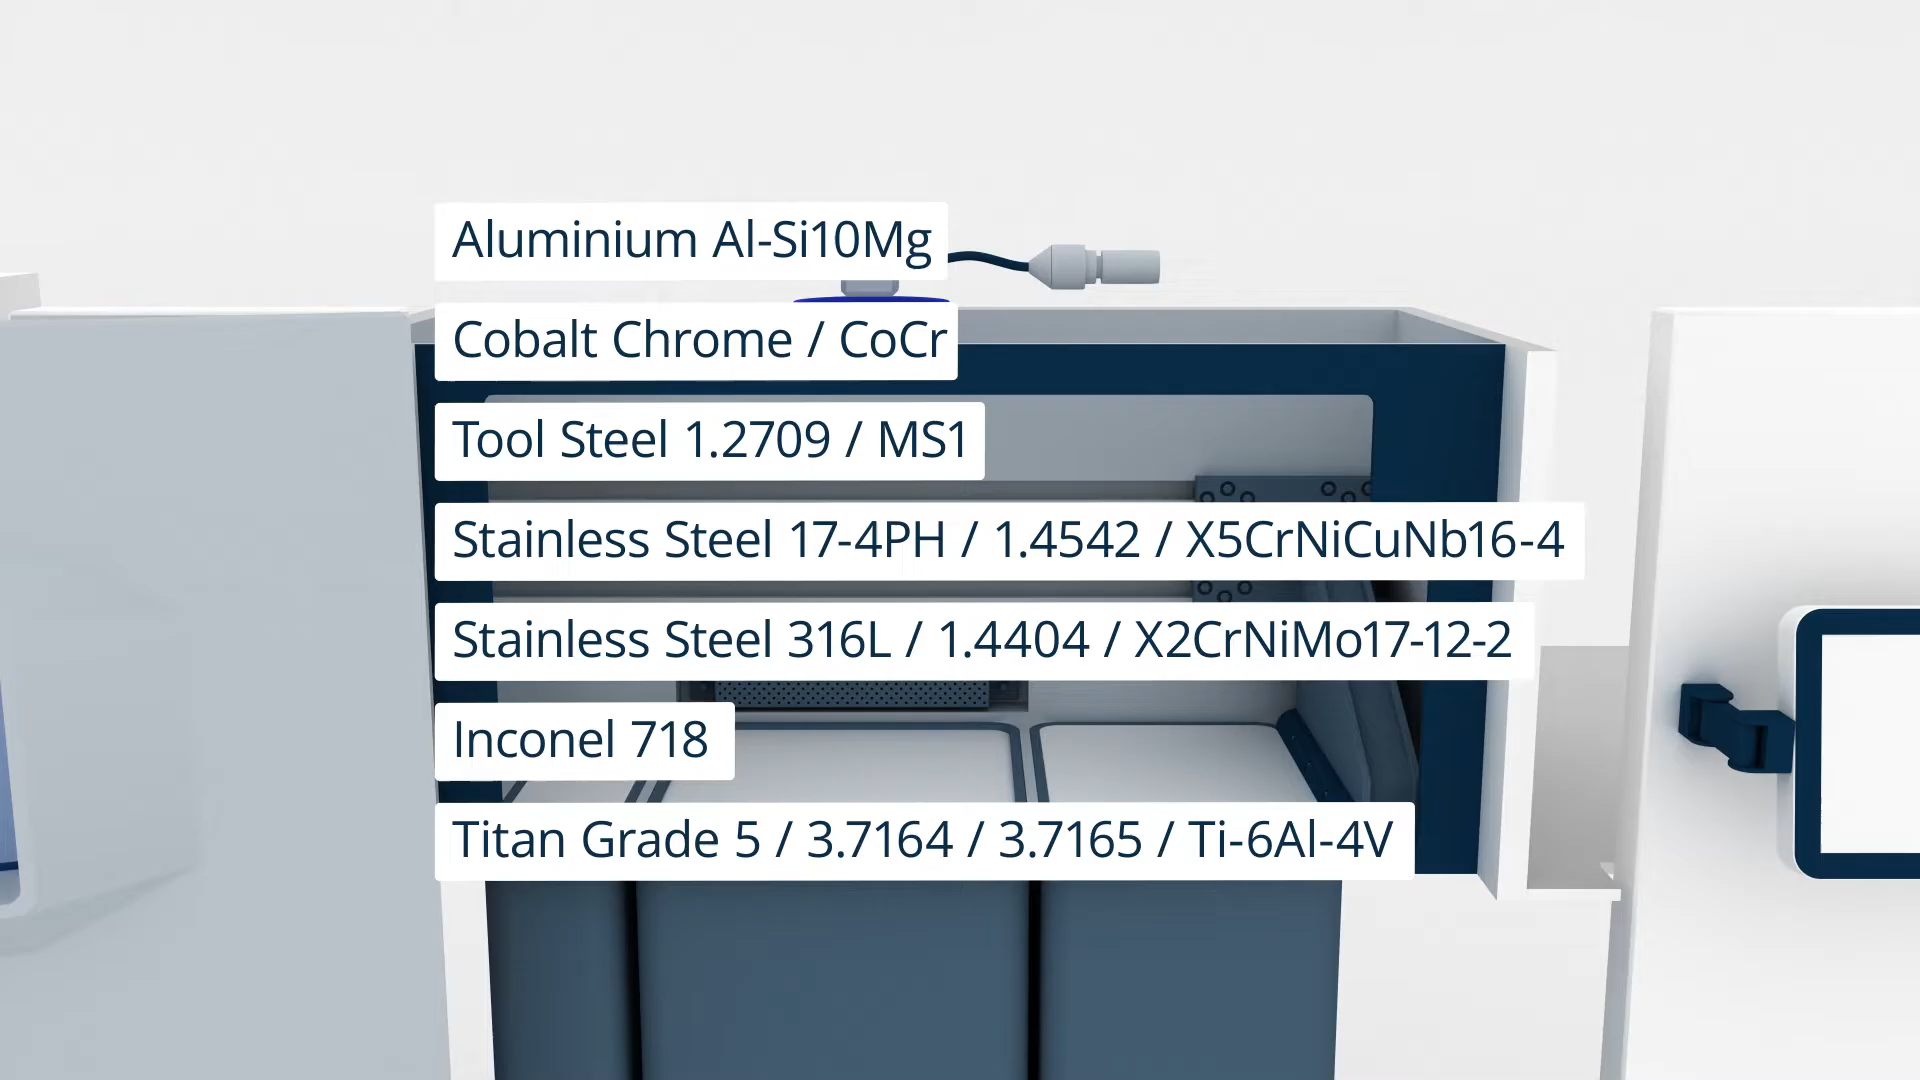 Aluminium Al-Si10Mg
Cobalt Chrome / CoCr
Tool Steel 1.2709 / MS1
Stainless Steel 17-4PH / 1.4542 / X5CrNiCuNb16-4
Stainless Steel 316L / 1.4404 / X2CrNiMo17-12-2
Inconel 718
Titan Grade 5 / 3.7164 / 3.7165 / Ti-6Al-4V